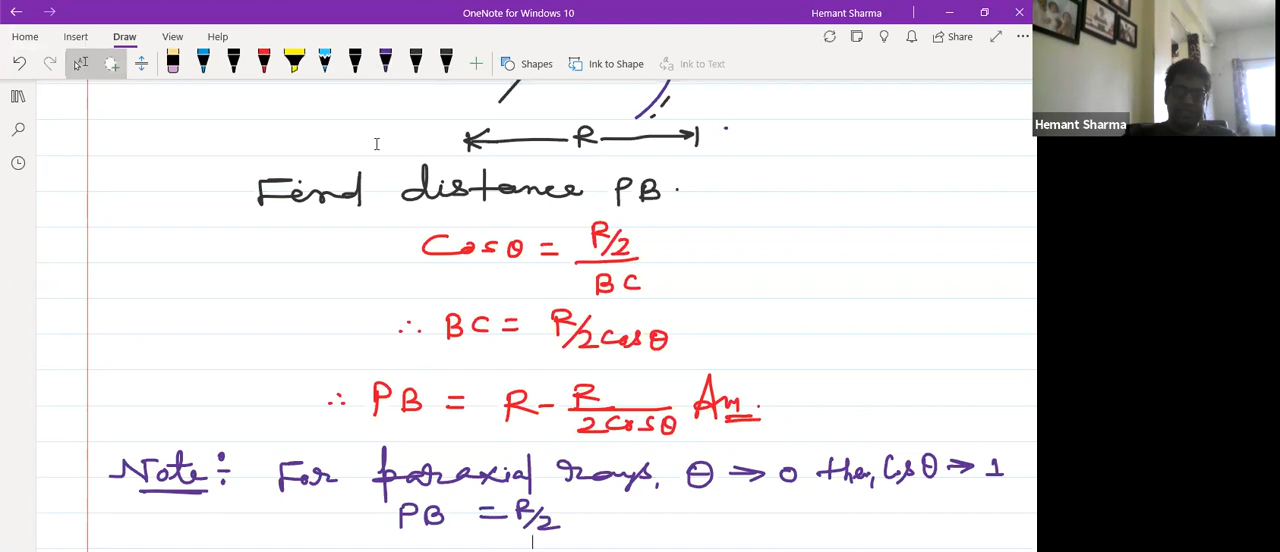 OneNote for Windows 10
Hemant Sharma
Home Insert Draw View Help
Share
Shapes Ink to Shape Ink to Text
R
Hemant Sharma
Find distance PB.
Cosθ = R/2 / BC
∴ BC = R/2cosθ
∴ PB = R - R / 2cosθ Ans.
Note: For paraxial rays, θ → 0 then, Cosθ → 1
PB = R/2